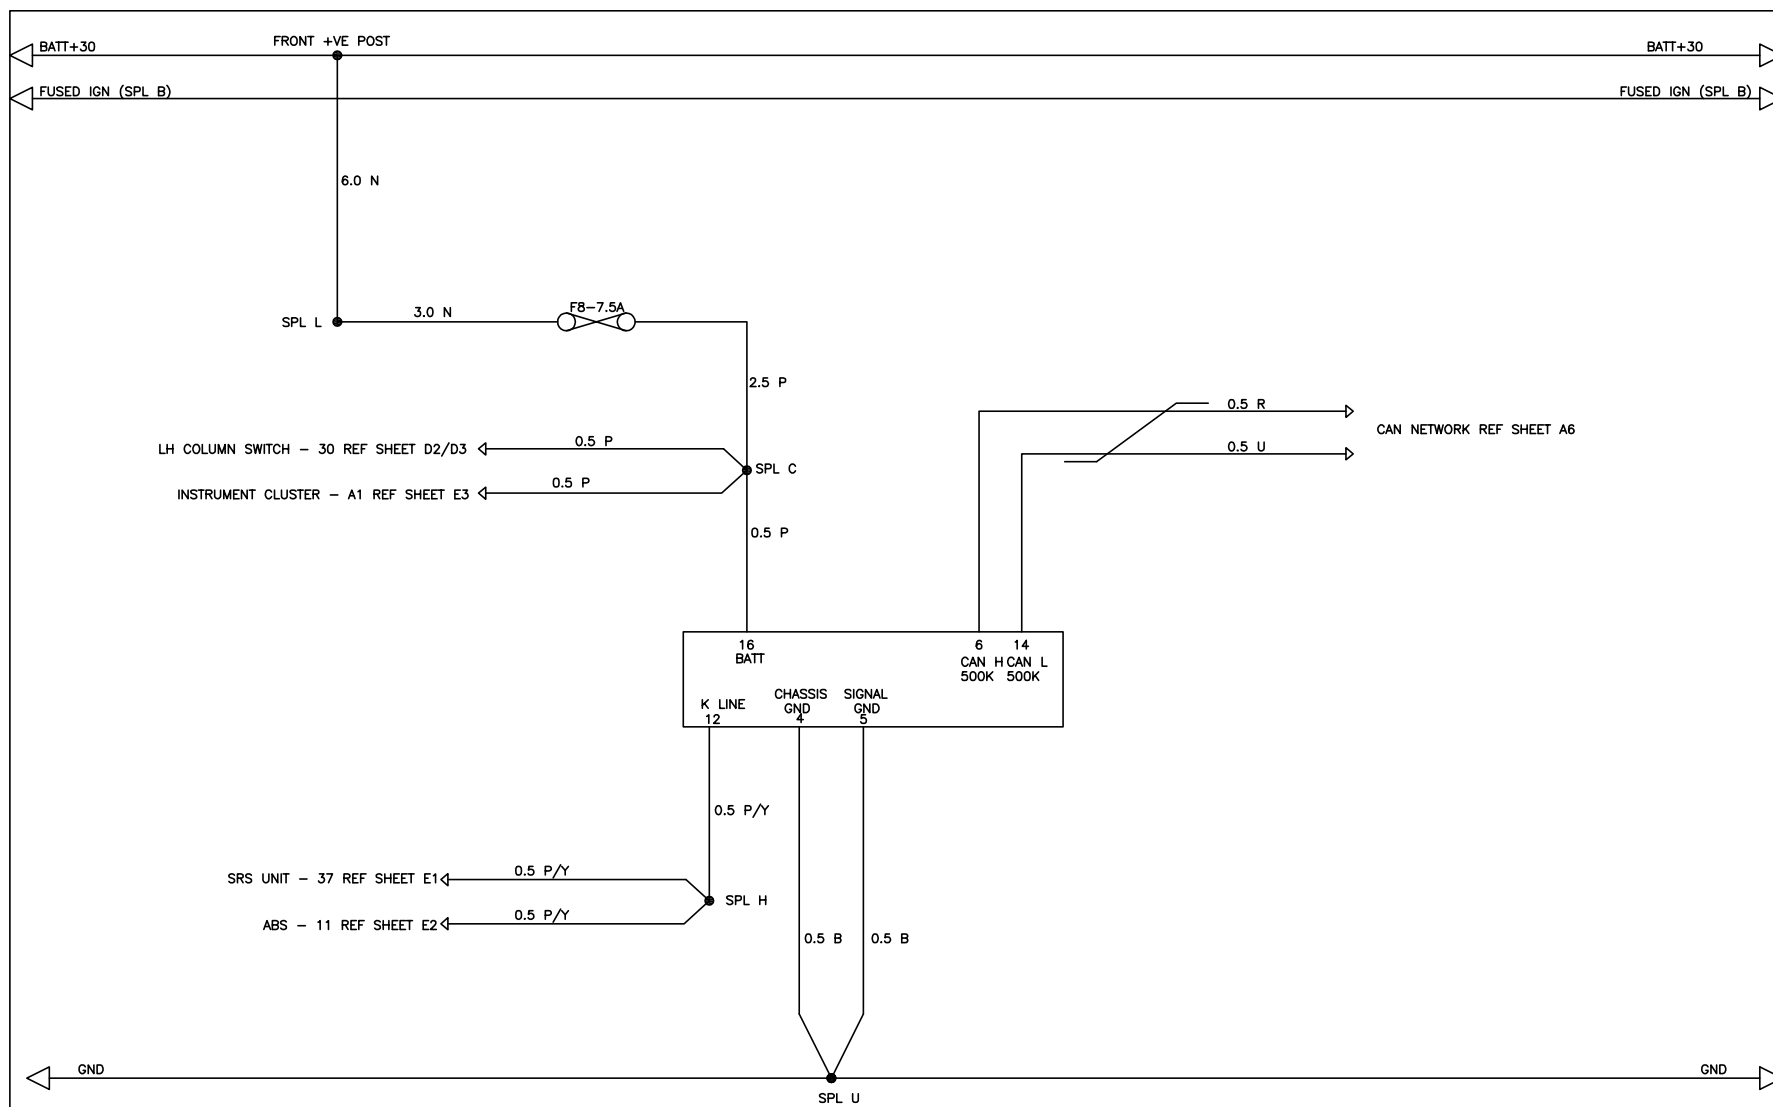 FRONT +VE POST
BATT+30
BATT+30
FUSED IGN (SPL B)
FUSED IGN (SPL B)
6.0 N
F8-7.5A
SPL L
3.0 N
2.5 P
0.5 R
CAN NETWORK REF SHEET A6
0.5 U
LH COLUMN SWITCH - 30 REF SHEET D2/D3
0.5 P
SPL C
INSTRUMENT CLUSTER - A1 REF SHEET E3
0.5 P
0.5 P
16
BATT
6
14
CAN H
CAN L
500K
500K
K LINE
12
CHASSIS
GND
4
SIGNAL
GND
5
0.5 P/Y
SRS UNIT - 37 REF SHEET E1
0.5 P/Y
SPL H
ABS - 11 REF SHEET E2
0.5 P/Y
0.5 B
0.5 B
GND
GND
SPL U